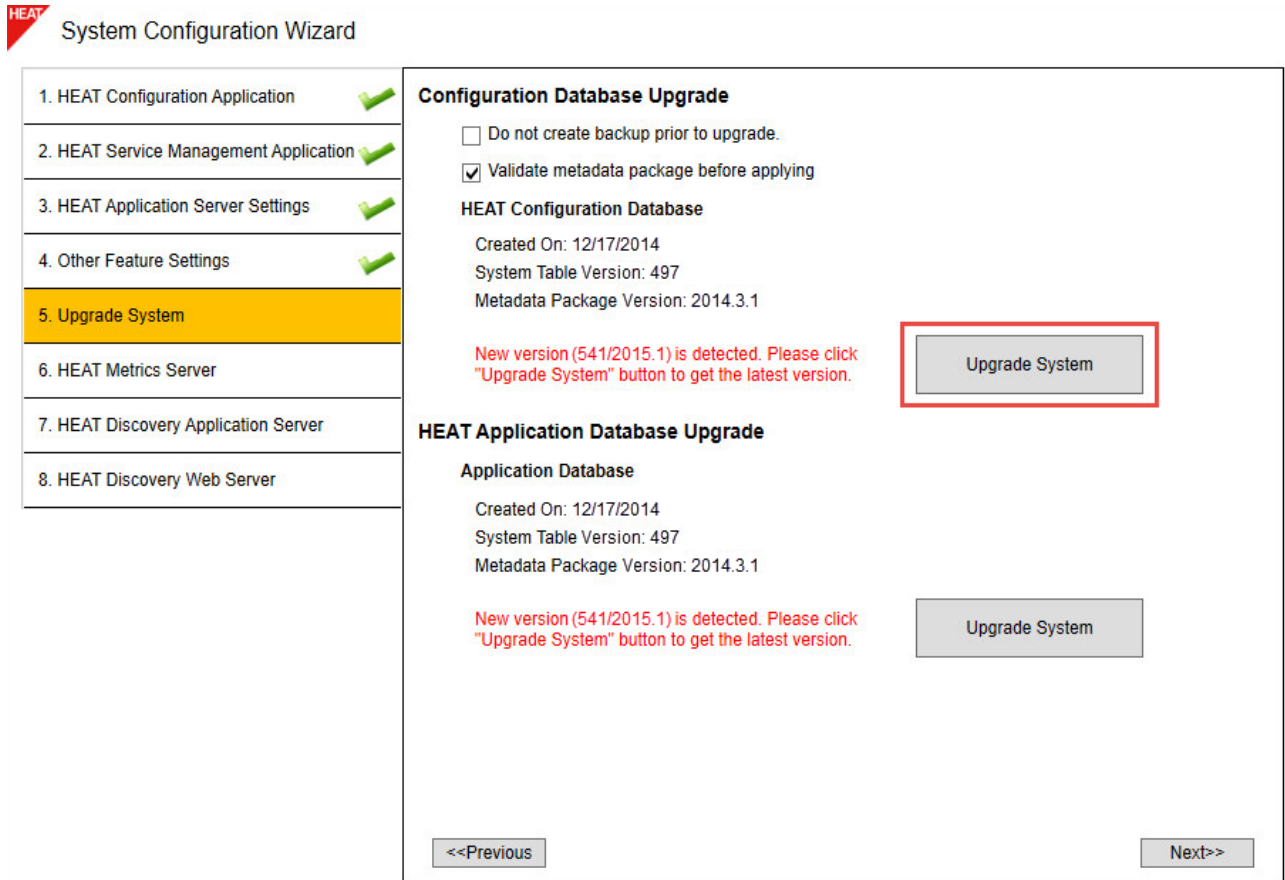 HEAT
System Configuration Wizard
1. HEAT Configuration Application
2. HEAT Service Management Application
3. HEAT Application Server Settings
4. Other Feature Settings
5. Upgrade System
6. HEAT Metrics Server
7. HEAT Discovery Application Server
8. HEAT Discovery Web Server
Configuration Database Upgrade
Do not create backup prior to upgrade.
Validate metadata package before applying
HEAT Configuration Database
Created On: 12/17/2014
System Table Version: 497
Metadata Package Version: 2014.3.1
New version (541/2015.1) is detected. Please click
"Upgrade System" button to get the latest version.
Upgrade System
HEAT Application Database Upgrade
Application Database
Created On: 12/17/2014
System Table Version: 497
Metadata Package Version: 2014.3.1
New version (541/2015.1) is detected. Please click
"Upgrade System" button to get the latest version.
Upgrade System
<<Previous
Next>>